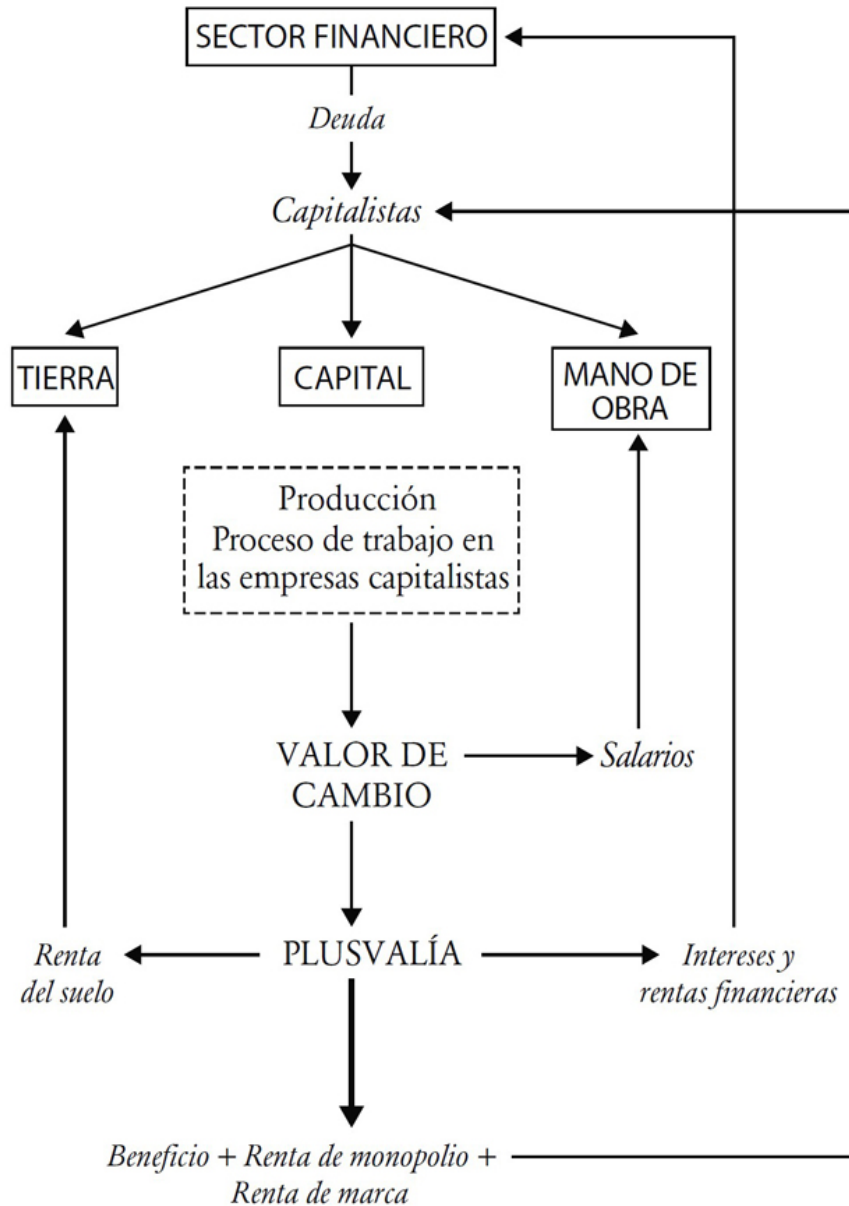 SECTOR FINANCIERO
Deuda
Capitalistas
TIERRA
CAPITAL
MANO DE
OBRA
Producción
Proceso de trabajo en
las empresas capitalistas
VALOR DE
CAMBIO
Salarios
Renta
del suelo
PLUSVALÍA
Intereses y
rentas financieras
Beneficio + Renta de monopolio +
Renta de marca